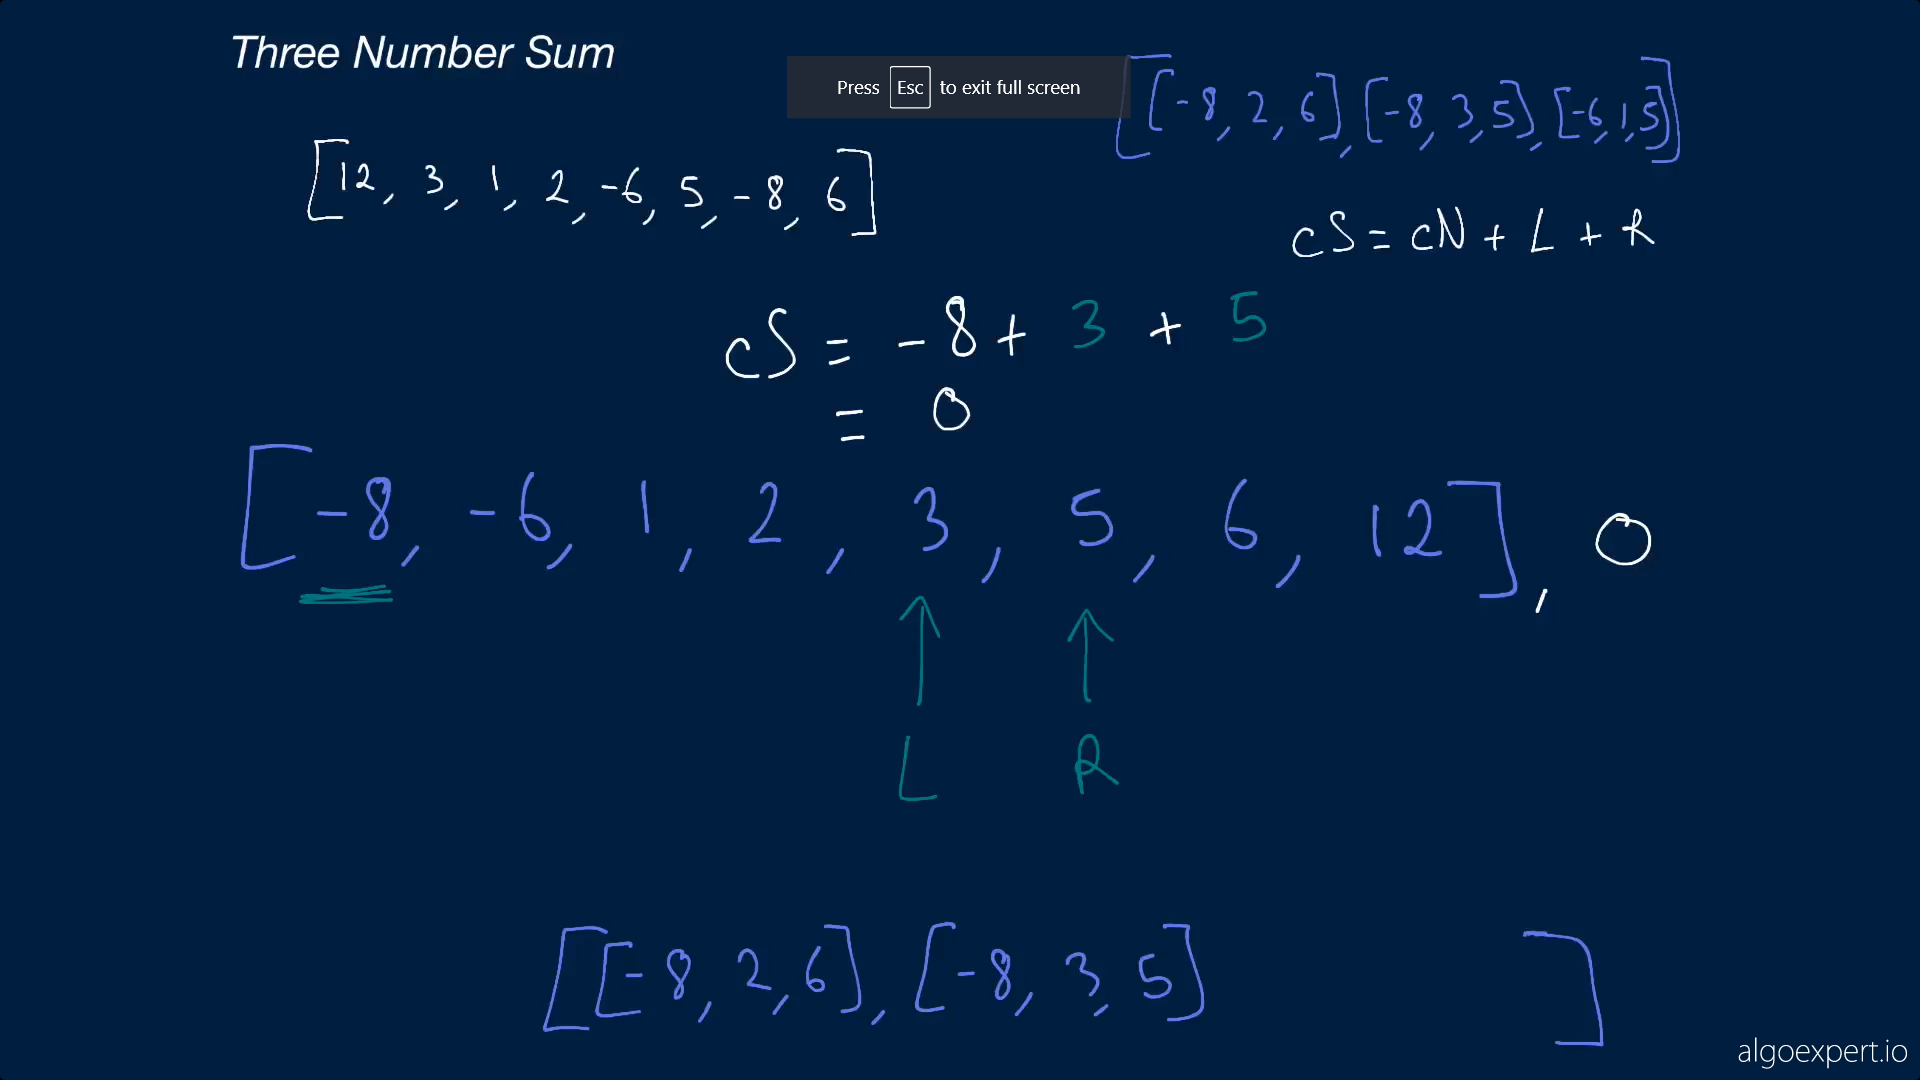 Three Number Sum
Press Esc to exit full screen
[[-8, 2, 6], [-8, 3, 5], [-6, 1, 5]]
[12, 3, 1, 2, -6, 5, -8, 6]
cS = cN + L + R
cS = -8 + 3 + 5
= 0
[-8, -6, 1, 2, 3, 5, 6, 12], 0
L R
[[-8, 2, 6], [-8, 3, 5] ]
algoexpert.io